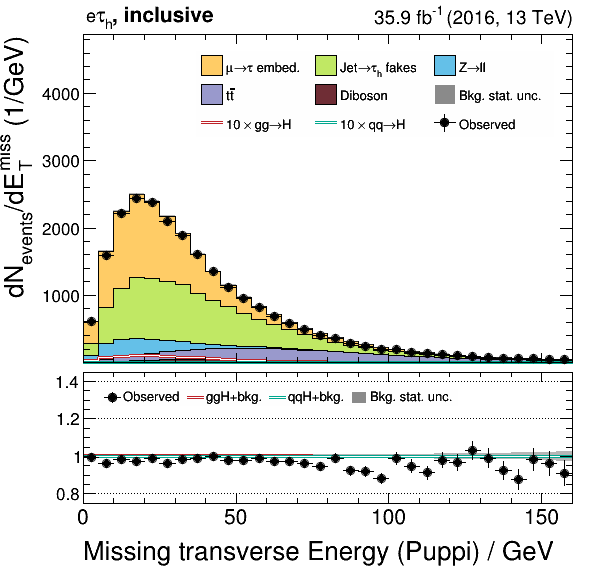 eτh, inclusive
35.9 fb-1 (2016, 13 TeV)
dNevents/dETmiss (1/GeV)
μ→τ embed.
Jet→τh fakes
Z→ll
tt̄
Diboson
Bkg. stat. unc.
10 × gg→H
10 × qq→H
Observed
4000
3000
2000
1000
Observed
ggH+bkg.
qqH+bkg.
Bkg. stat. unc.
1.4
1.2
1
0.8
0
50
100
150
Missing transverse Energy (Puppi) / GeV